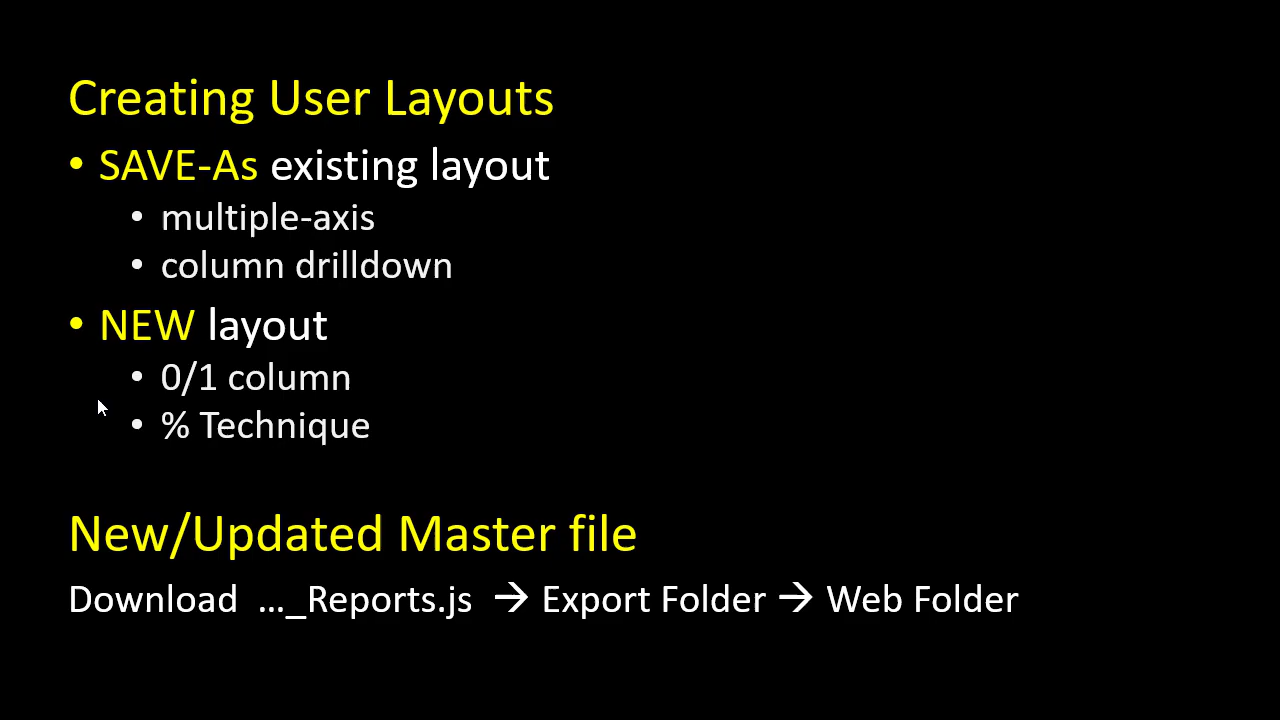 Creating User Layouts
• SAVE-As existing layout
• multiple-axis
• column drilldown
• NEW layout
• 0/1 column
• % Technique
New/Updated Master file
Download ..._Reports.js → Export Folder → Web Folder